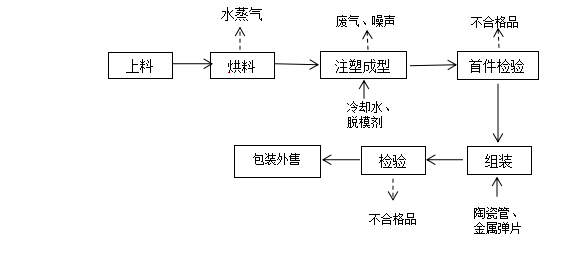 水蒸气
废气、噪声
不合格品
上料
烘料
注塑成型
首件检验
冷却水、
脱模剂
包装外售
检验
组装
不合格品
陶瓷管、
金属弹片